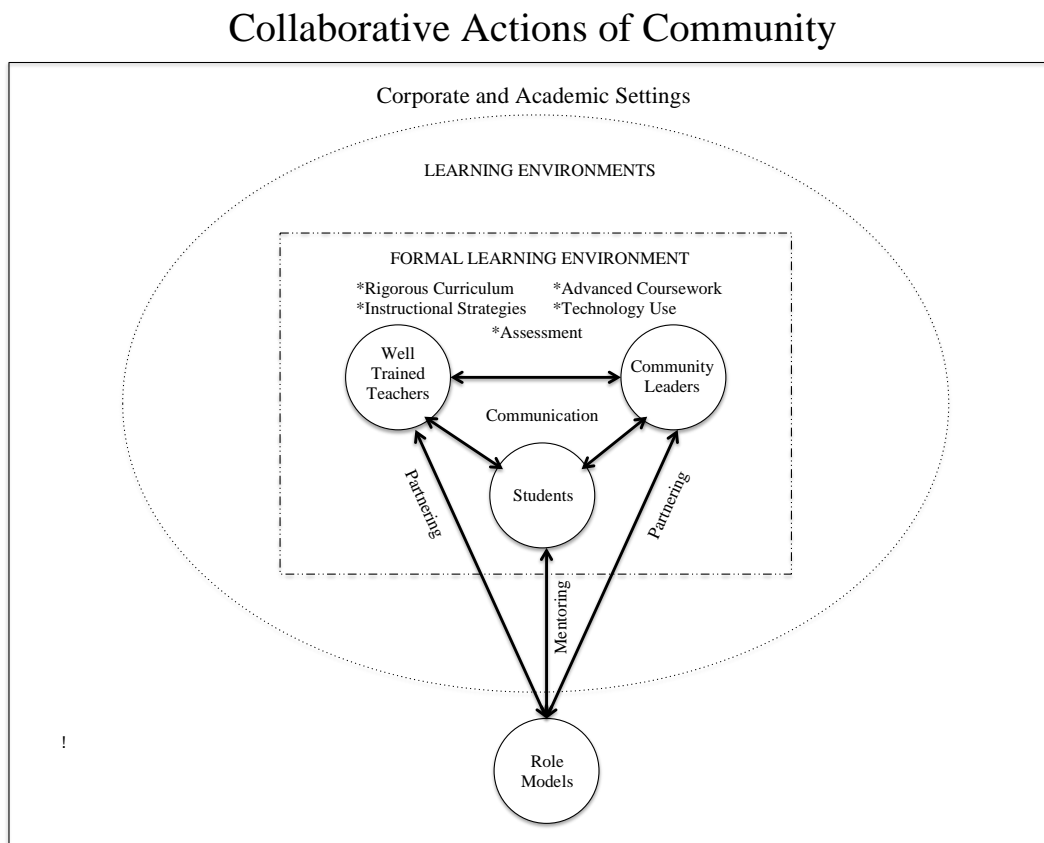 Collaborative Actions of Community
Corporate and Academic Settings
LEARNING ENVIRONMENTS
FORMAL LEARNING ENVIRONMENT
*Rigorous Curriculum
*Advanced Coursework
*Instructional Strategies
*Technology Use
*Assessment
Well
Trained
Teachers
Community
Leaders
Communication
Students
Partnering
Partnering
Mentoring
!
Role
Models